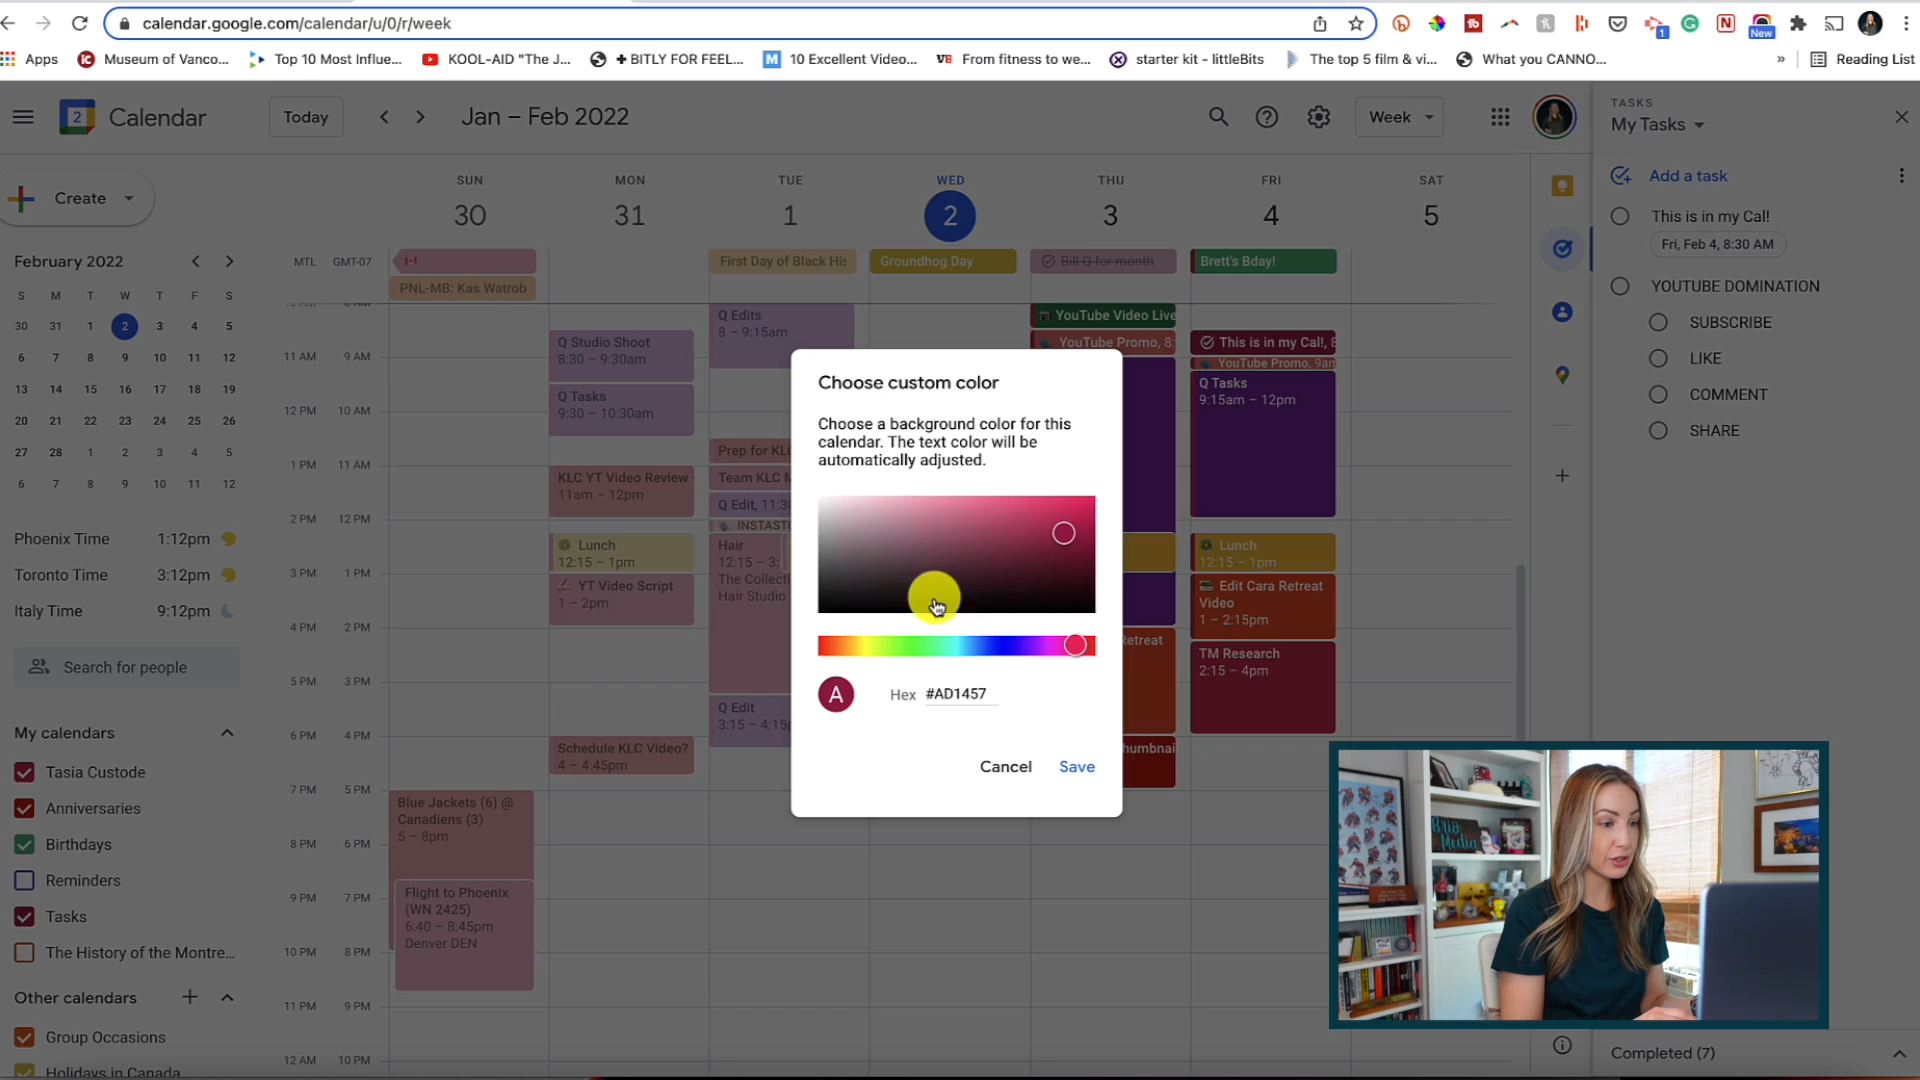 calendar.google.com/calendar/u/0/r/week
1
New
Apps
Museum of Vanco...
Top 10 Most Influe...
KOOL-AID "The J...
+ BITLY FOR FEEL...
10 Excellent Video...
From fitness to we...
starter kit - littleBits
The top 5 film & vi...
What you CANNO...
»
Reading List
2
Calendar
Today
Jan – Feb 2022
Week
TASKS
My Tasks
Add a task
This is in my Cal!
Fri, Feb 4, 8:30 AM
YOUTUBE DOMINATION
SUBSCRIBE
LIKE
COMMENT
SHARE
Completed (7)
Create
February 2022
S M T W T F S
30 31 1 2 3 4 5
6 7 8 9 10 11 12
13 14 15 16 17 18 19
20 21 22 23 24 25 26
27 28 1 2 3 4 5
6 7 8 9 10 11 12
Phoenix Time 1:12pm
Toronto Time 3:12pm
Italy Time 9:12pm
Search for people
My calendars
Tasia Custode
Anniversaries
Birthdays
Reminders
Tasks
The History of the Montre...
Other calendars
Group Occasions
Holidays in Canada
SUN MON TUE WED THU FRI SAT
30 31 1 2 3 4 5
MTL GMT-07
First Day of Black His
Groundhog Day
Bill Q for month
Brett's Bday!
PNL-MB: Kas Watrob
11 AM 9 AM
12 PM 10 AM
1 PM 11 AM
2 PM 12 PM
3 PM 1 PM
4 PM 2 PM
5 PM 3 PM
6 PM 4 PM
7 PM 5 PM
8 PM 6 PM
9 PM 7 PM
10 PM 8 PM
11 PM 9 PM
12 AM 10 PM
Blue Jackets (6) @
Canadiens (3)
5 – 8pm
Flight to Phoenix
(WN 2425)
6:40 – 8:45pm
Denver DEN
Q Studio Shoot
8:30 – 9:30am
Q Tasks
9:30 – 10:30am
KLC YT Video Review
11am – 12pm
Lunch
12:15 – 1pm
YT Video Script
1 – 2pm
Schedule KLC Video?
4 – 4:45pm
Q Edits
8 – 9:15am
Prep for KL
Team KLC M
Q Edit, 11:30
INSTAST
Hair
12:15 – 3:
The Collecti
Hair Studio
Q Edit
3:15 – 4:15p
YouTube Video Live
YouTube Promo, 8:
etreat
humbnai
This is in my Cal!, 8
YouTube Promo, 9am
Q Tasks
9:15am – 12pm
Lunch
12:15 – 1pm
Edit Cara Retreat
Video
1 – 2:15pm
TM Research
2:15 – 4pm
Choose custom color
Choose a background color for this
calendar. The text color will be
automatically adjusted.
A
Hex #AD1457
Cancel
Save
Brig
Media